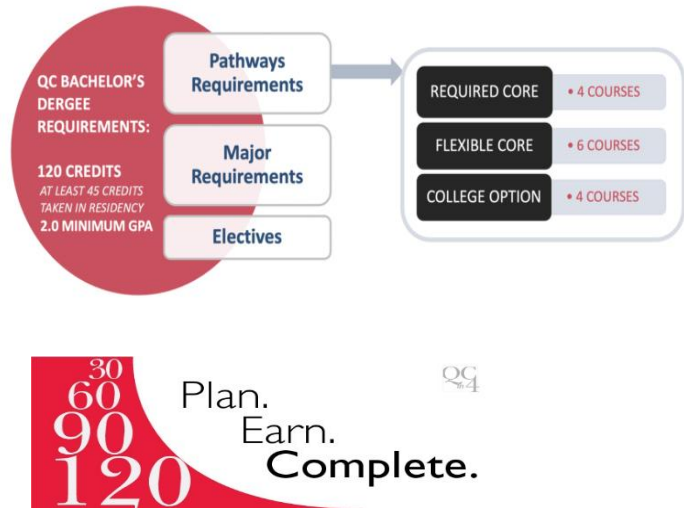 QC BACHELOR'S
DERGEE
REQUIREMENTS:
120 CREDITS
AT LEAST 45 CREDITS
TAKEN IN RESIDENCY
2.0 MINIMUM GPA
Pathways
Requirements
Major
Requirements
Electives
REQUIRED CORE • 4 COURSES
FLEXIBLE CORE • 6 COURSES
COLLEGE OPTION • 4 COURSES
30
60
90
120
Plan.
Earn.
Complete.
QC
4